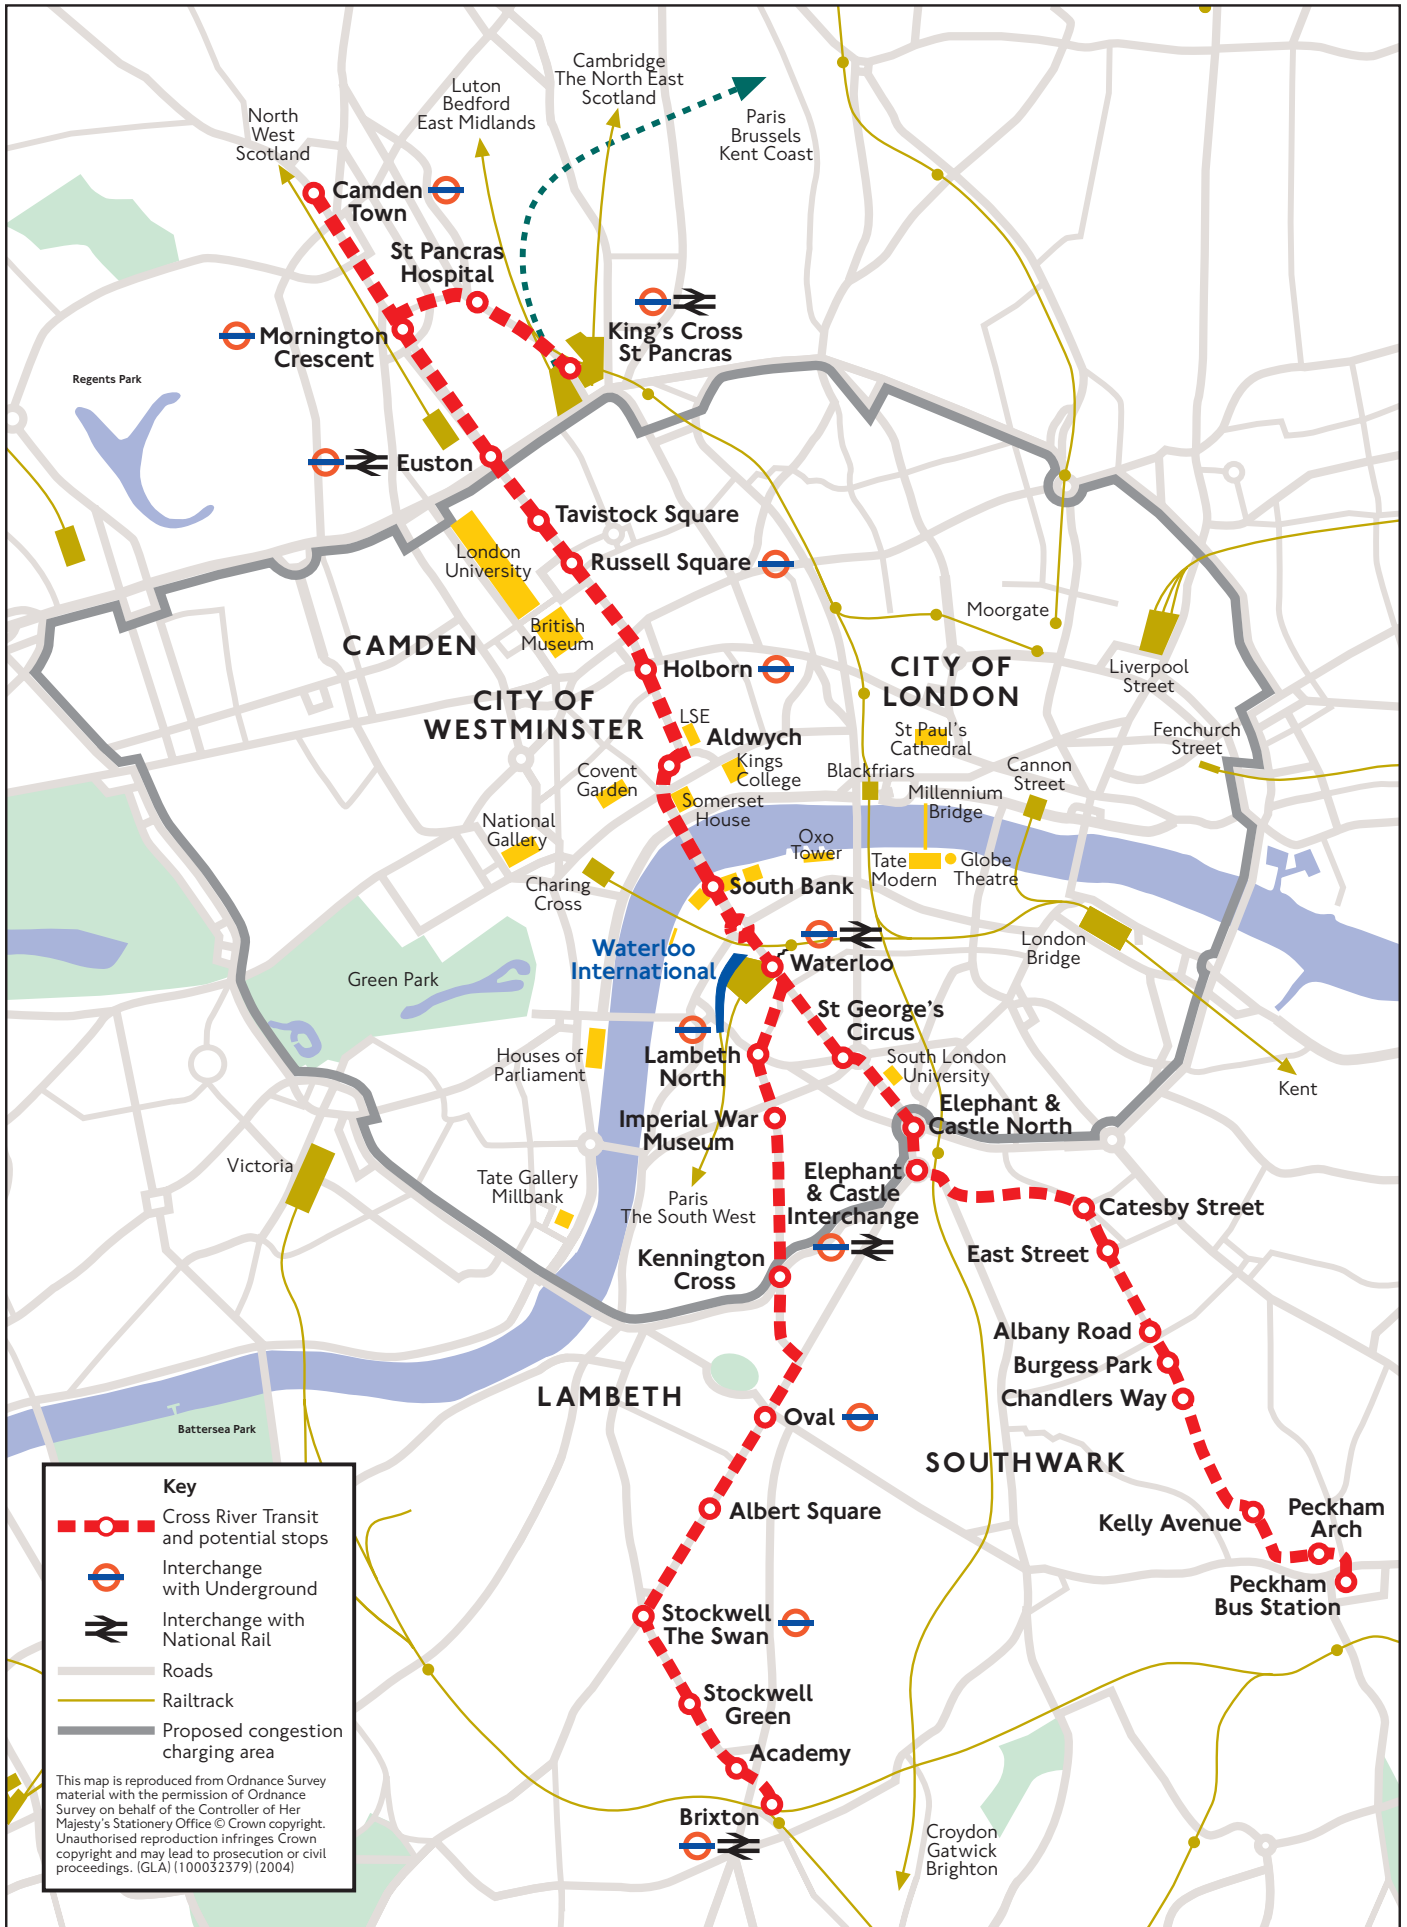 Cambridge
The North East
Scotland
Luton
Bedford
East Midlands
North
West
Scotland
Paris
Brussels
Kent Coast
Camden
Town
St Pancras
Hospital
King's Cross
St Pancras
Mornington
Crescent
Regents Park
Euston
Tavistock Square
London
University
Russell Square
British
Museum
Moorgate
CAMDEN
Holborn
CITY OF
LONDON
Liverpool
Street
CITY OF
WESTMINSTER
LSE
Aldwych
St Paul's
Cathedral
Fenchurch
Street
Covent
Garden
Kings
College
Blackfriars
Cannon
Street
Somerset
House
Millennium
Bridge
National
Gallery
Oxo
Tower
Tate
Modern
Globe
Theatre
Charing
Cross
South Bank
Waterloo
International
Waterloo
London
Bridge
Green Park
St George's
Circus
Houses of
Parliament
Lambeth
North
South London
University
Kent
Imperial War
Museum
Elephant &
Castle North
Victoria
Tate Gallery
Millbank
Paris
The South West
Elephant
& Castle
Interchange
Catesby Street
East Street
Kennington
Cross
Albany Road
Burgess Park
Chandlers Way
LAMBETH
Oval
Battersea Park
SOUTHWARK
Albert Square
Kelly Avenue
Peckham
Arch
Peckham
Bus Station
Stockwell
The Swan
Stockwell
Green
Academy
Brixton
Croydon
Gatwick
Brighton
Key
Cross River Transit
and potential stops
Interchange
with Underground
Interchange with
National Rail
Roads
Railtrack
Proposed congestion
charging area
This map is reproduced from Ordnance Survey
material with the permission of Ordnance
Survey on behalf of the Controller of Her
Majesty's Stationery Office © Crown copyright.
Unauthorised reproduction infringes Crown
copyright and may lead to prosecution or civil
proceedings. (GLA) (100032379) (2004)